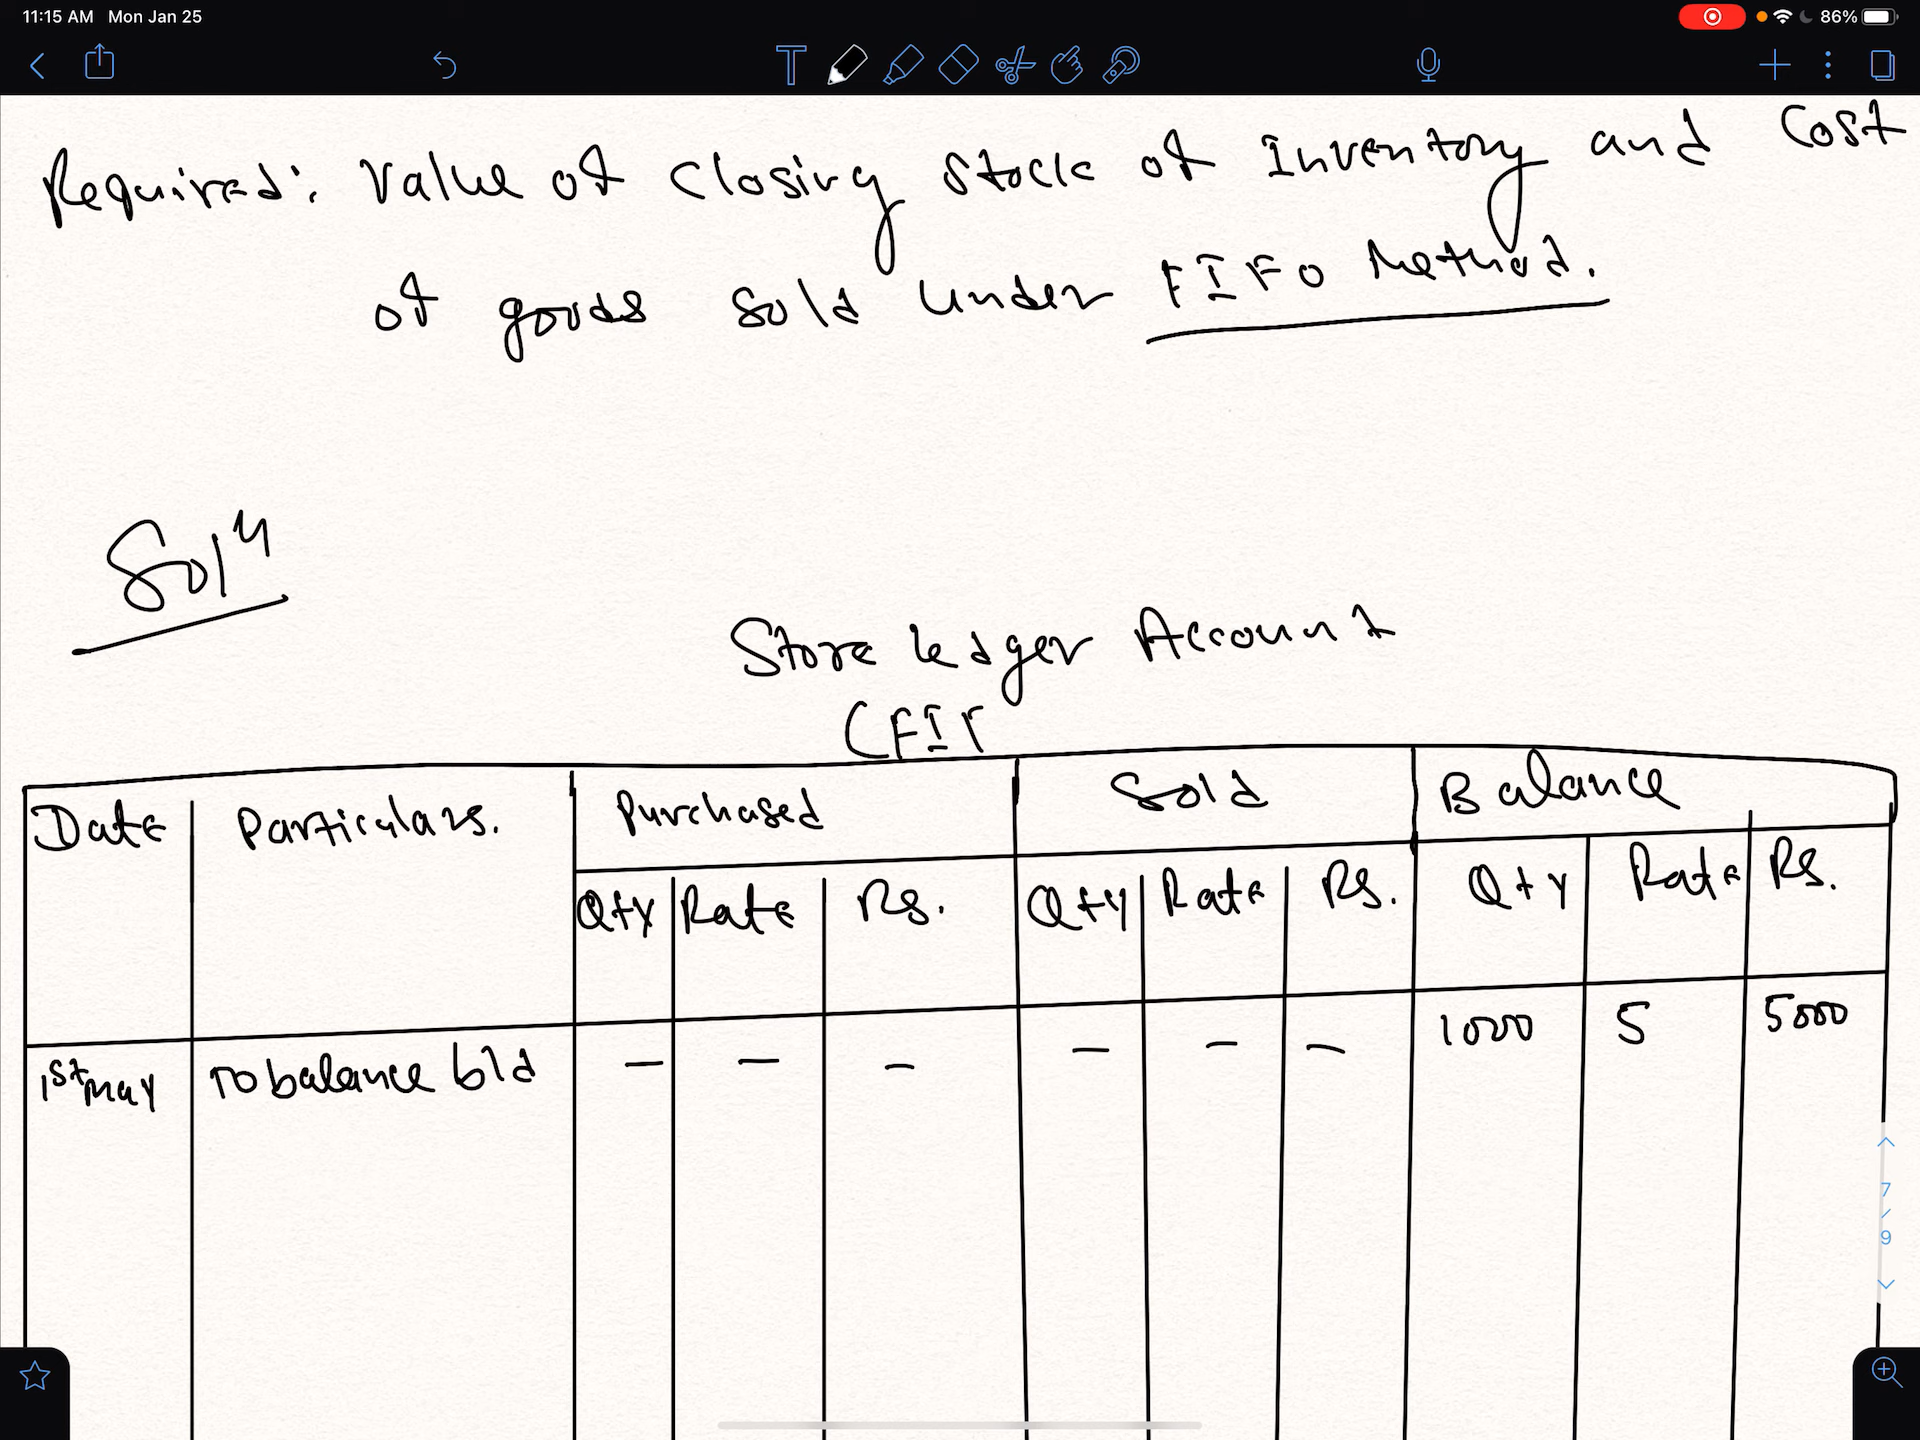 11:15 AM Mon Jan 25
86%
T
Required: Value of Closing Stock of Inventory and Cost
of goods sold under FIFO Method.
Solⁿ
Store Ledger Account
(FIF
Date Particulars. Purchased Sold Balance
Qty Rate Rs. Qty Rate Rs. Qty Rate Rs.
1st May To balance b/d — — — — — — 1000 5 5000
7
/
9